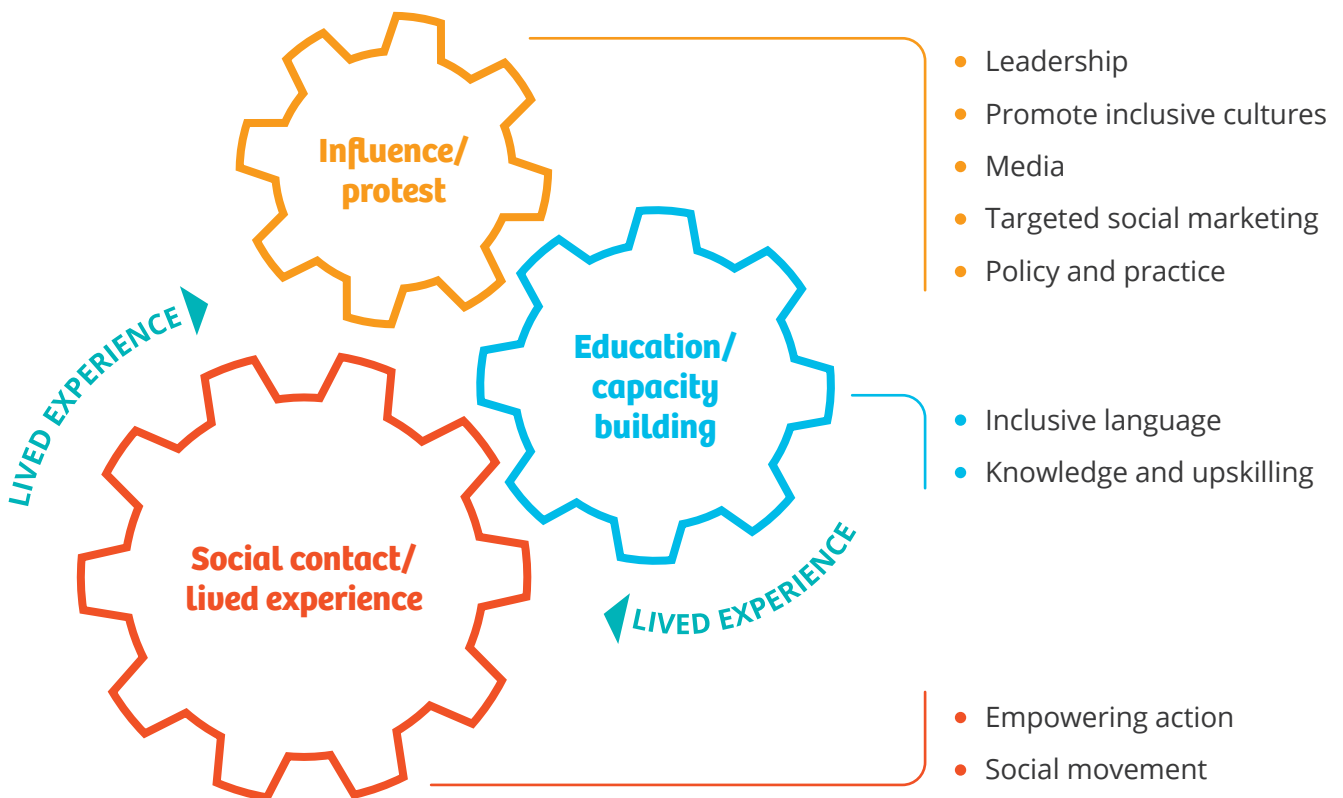 Influence/
protest
Leadership
Promote inclusive cultures
Media
Targeted social marketing
Policy and practice
LIVED EXPERIENCE
Education/
capacity
building
Inclusive language
Knowledge and upskilling
LIVED EXPERIENCE
Social contact/
lived experience
Empowering action
Social movement